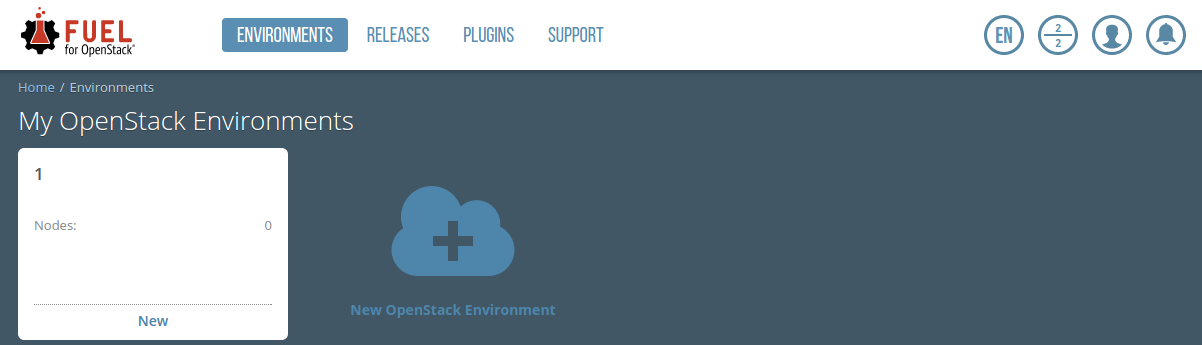 FUEL
for OpenStack®
ENVIRONMENTS RELEASES PLUGINS SUPPORT
EN
2
2
Home / Environments
My OpenStack Environments
1
Nodes: 0
New
New OpenStack Environment